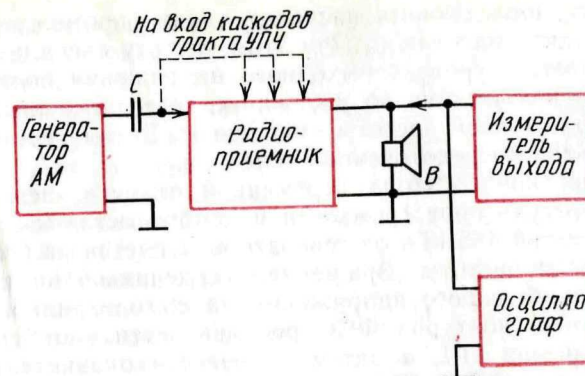 На вход каскадов
тракта УПЧ
C
Генера-
тор
АМ
Радио-
приемник
B
Измери-
тель
выхода
Осцилло
граф